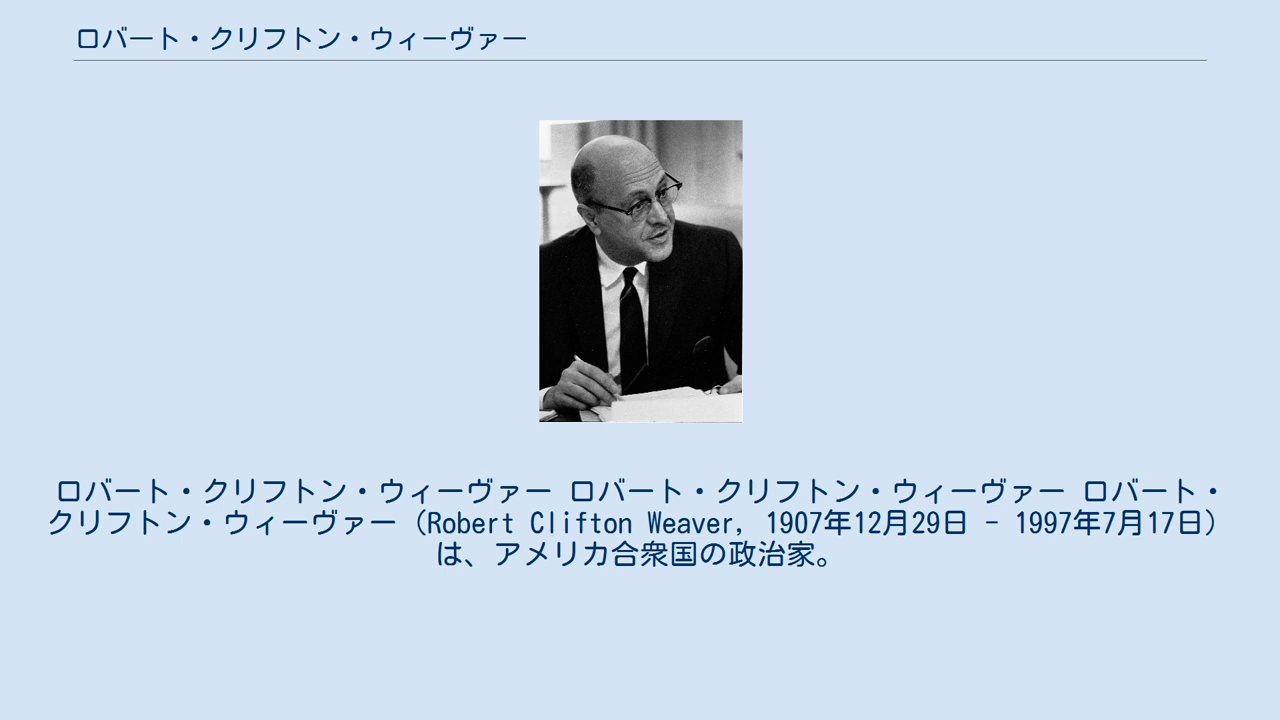 ロバート・クリフトン・ウィーヴァー
ロバート・クリフトン・ウィーヴァー ロバート・クリフトン・ウィーヴァー ロバート・
クリフトン・ウィーヴァー（Robert Clifton Weaver, 1907年12月29日 - 1997年7月17日）
は、アメリカ合衆国の政治家。